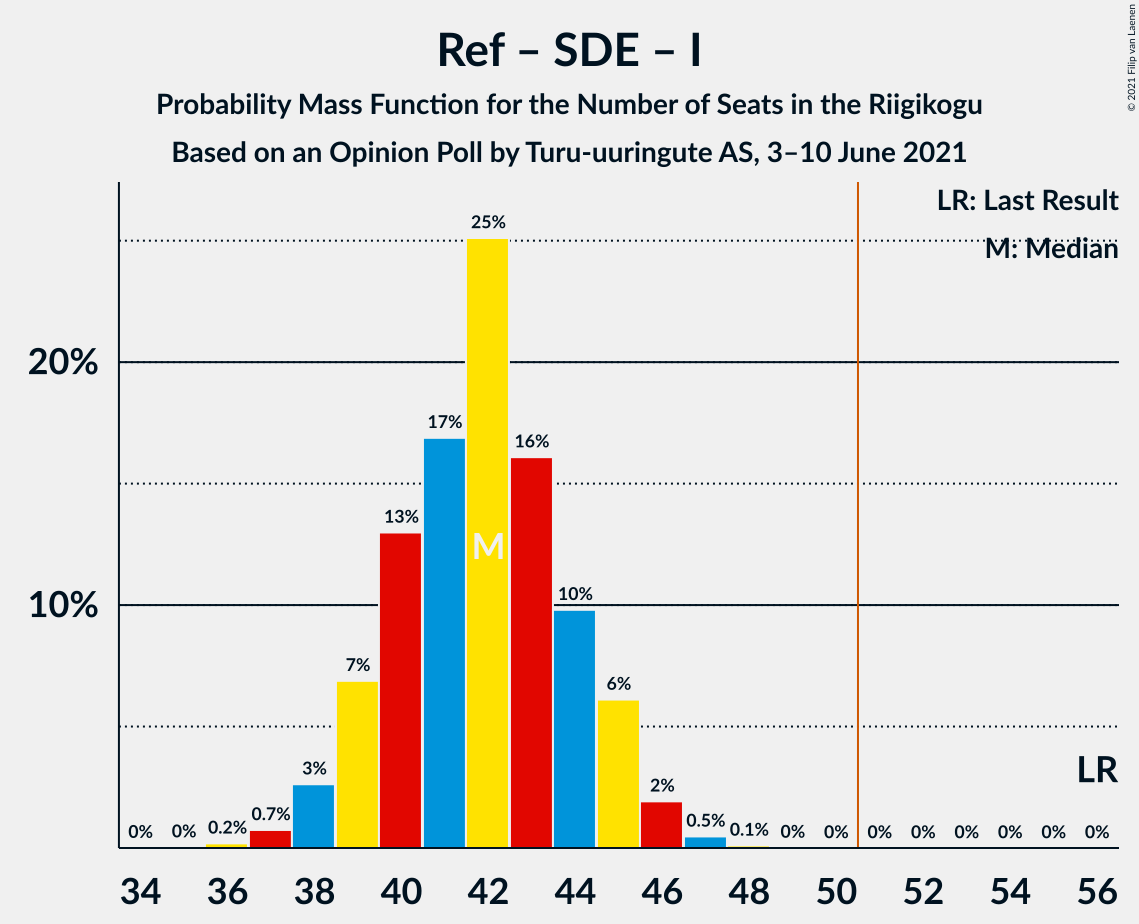 Ref – SDE – I
Probability Mass Function for the Number of Seats in the Riigikogu
Based on an Opinion Poll by Turu-uuringute AS, 3–10 June 2021
© 2021 Filip van Laenen
LR: Last Result
M: Median
25%
20%
17%
16%
13%
M
10%
10%
7%
6%
LR
3%
2%
0% 0% 0.2% 0.7% 0.5% 0.1% 0% 0% 0% 0% 0% 0% 0% 0%
34 36 38 40 42 44 46 48 50 52 54 56